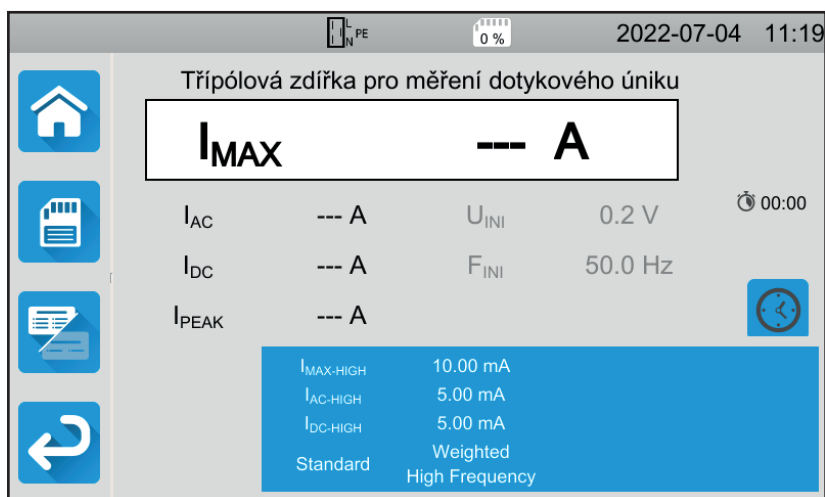 L N PE 0 % 2022-07-04 11:19
Třípólová zdířka pro měření dotykového úniku
IMAX --- A
IAC --- A UINI 0.2 V 00:00
IDC --- A FINI 50.0 Hz
IPEAK --- A
IMAX-HIGH 10.00 mA
IAC-HIGH 5.00 mA
IDC-HIGH 5.00 mA
Standard Weighted
High Frequency